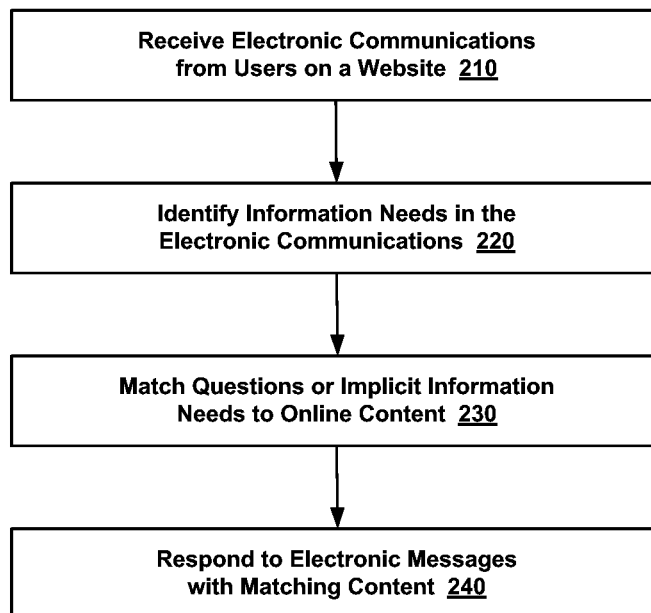 Receive Electronic Communications
from Users on a Website 210
Identify Information Needs in the
Electronic Communications 220
Match Questions or Implicit Information
Needs to Online Content 230
Respond to Electronic Messages
with Matching Content 240